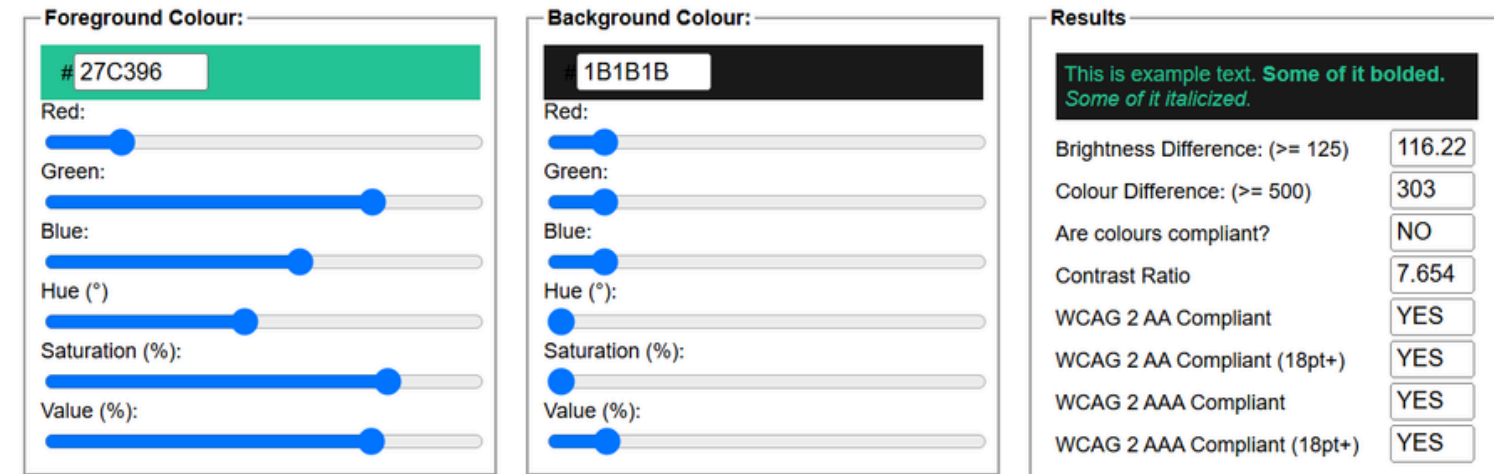 Foreground Colour:
# 27C396
Red:
Green:
Blue:
Hue (°)
Saturation (%):
Value (%):
Background Colour:
# 1B1B1B
Red:
Green:
Blue:
Hue (°):
Saturation (%):
Value (%):
Results
This is example text. Some of it bolded.
Some of it italicized.
Brightness Difference: (>= 125) 116.22
Colour Difference: (>= 500) 303
Are colours compliant? NO
Contrast Ratio 7.654
WCAG 2 AA Compliant YES
WCAG 2 AA Compliant (18pt+) YES
WCAG 2 AAA Compliant YES
WCAG 2 AAA Compliant (18pt+) YES